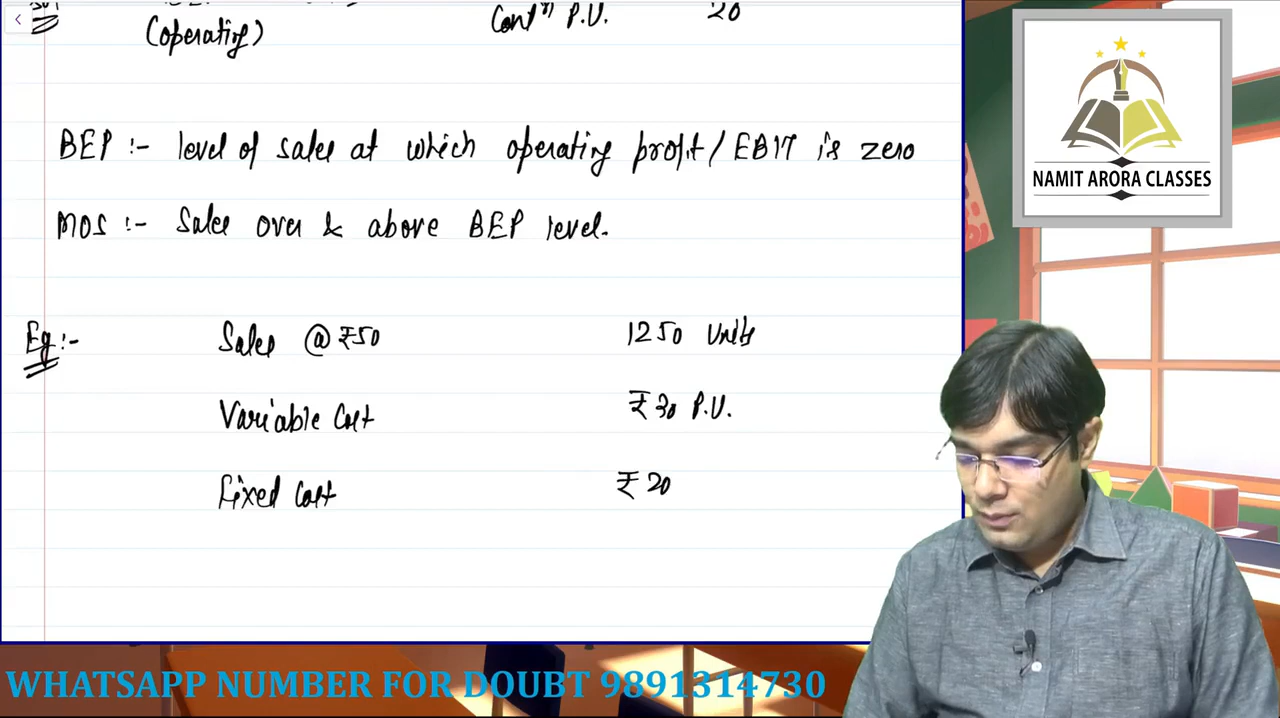 Contⁿ P.U. 20
(operating)
BEP :- level of sales at which operating profit/EBIT is zero
MOS :- Sales over & above BEP level.
Eg:- Sales @ ₹50 1250 Units
Variable Cost ₹30 P.U.
Fixed Cost ₹20
NAMIT ARORA CLASSES
WHATSAPP NUMBER FOR DOUBT 9891314730